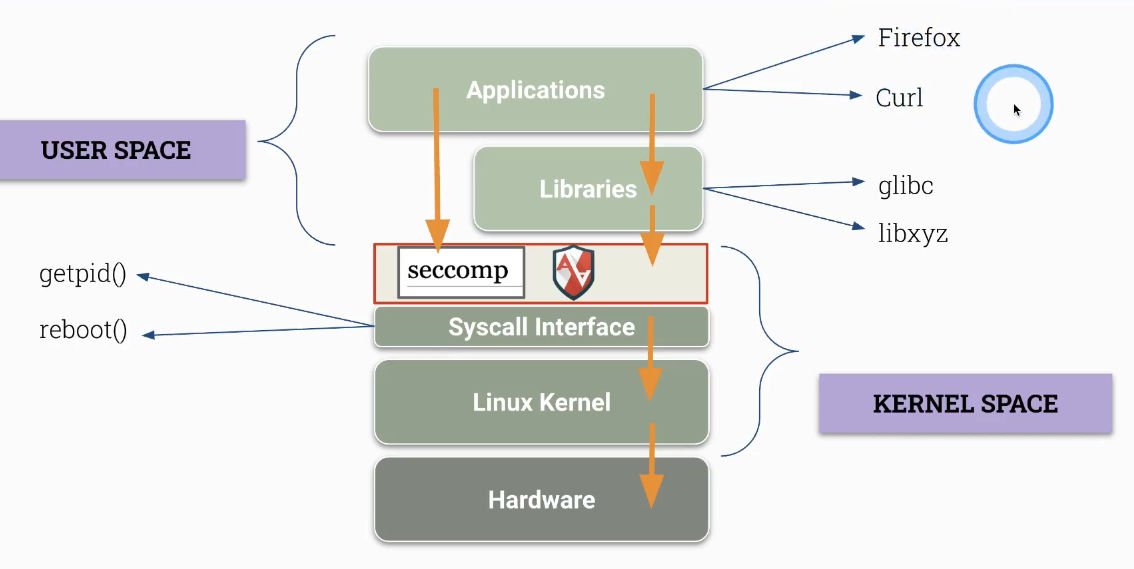 Firefox
Applications
Curl
USER SPACE
Libraries
glibc
libxyz
seccomp
getpid()
reboot()
Syscall Interface
Linux Kernel
KERNEL SPACE
Hardware